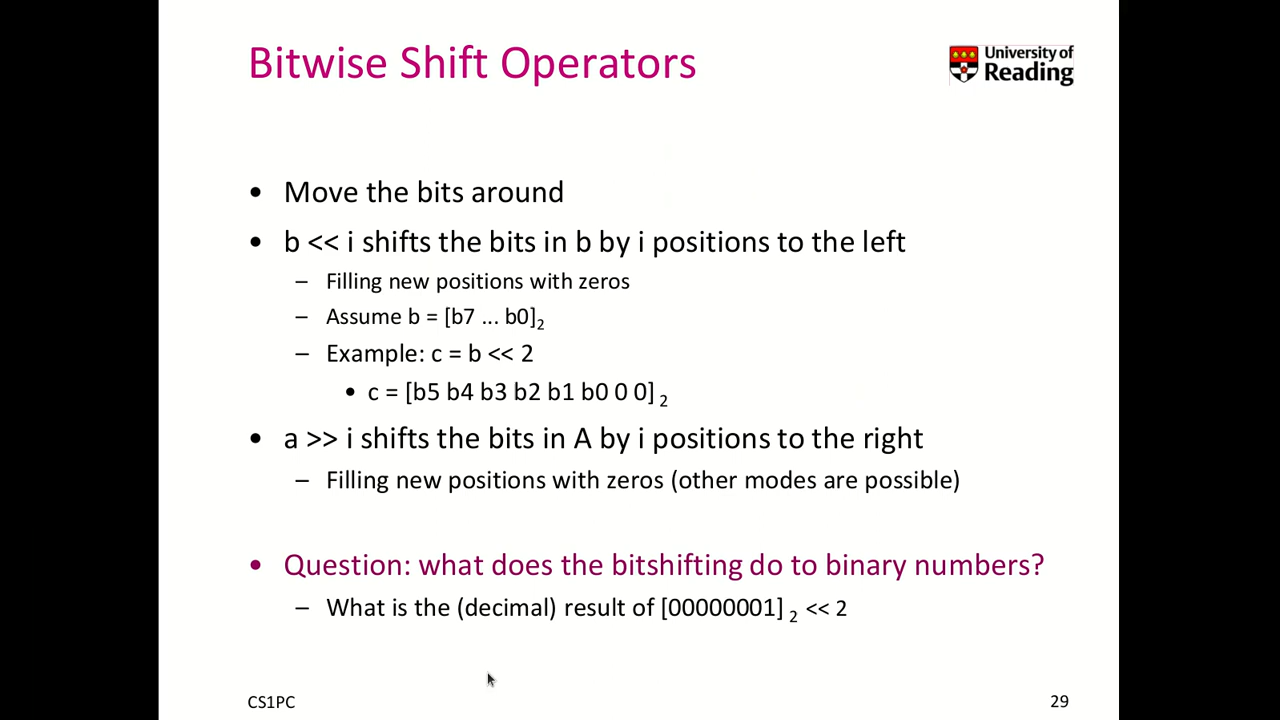 Bitwise Shift Operators
University of
Reading
• Move the bits around
• b << i shifts the bits in b by i positions to the left
– Filling new positions with zeros
– Assume b = [b7 ... b0]2
– Example: c = b << 2
• c = [b5 b4 b3 b2 b1 b0 0 0] 2
• a >> i shifts the bits in A by i positions to the right
– Filling new positions with zeros (other modes are possible)
• Question: what does the bitshifting do to binary numbers?
– What is the (decimal) result of [00000001] 2 << 2
CS1PC
29